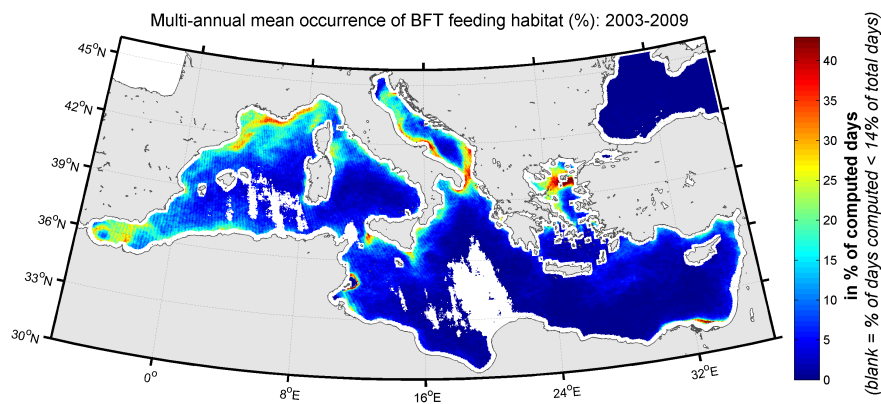 Multi-annual mean occurrence of BFT feeding habitat (%): 2003-2009
45°N
42°N
39°N
36°N
33°N
30°N
0°
8°E
16°E
24°E
32°E
40
35
30
25
20
15
10
5
0
in % of computed days
(blank = % of days computed < 14% of total days)